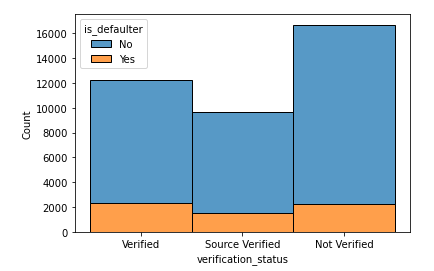 is_defaulter
No
Yes
16000
14000
12000
10000
8000
6000
4000
2000
0
Count
Verified
Source Verified
Not Verified
verification_status